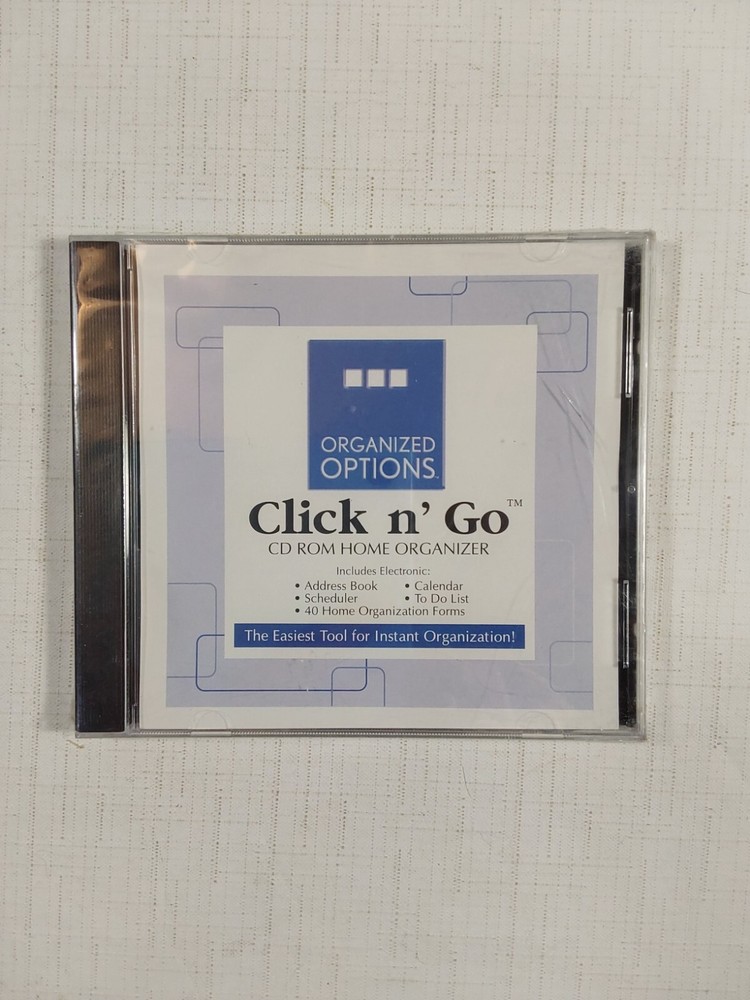 ORGANIZED
OPTIONS™
Click n' Go™
CD ROM HOME ORGANIZER
Includes Electronic:
• Address Book • Calendar
• Scheduler • To Do List
• 40 Home Organization Forms
The Easiest Tool for Instant Organization!